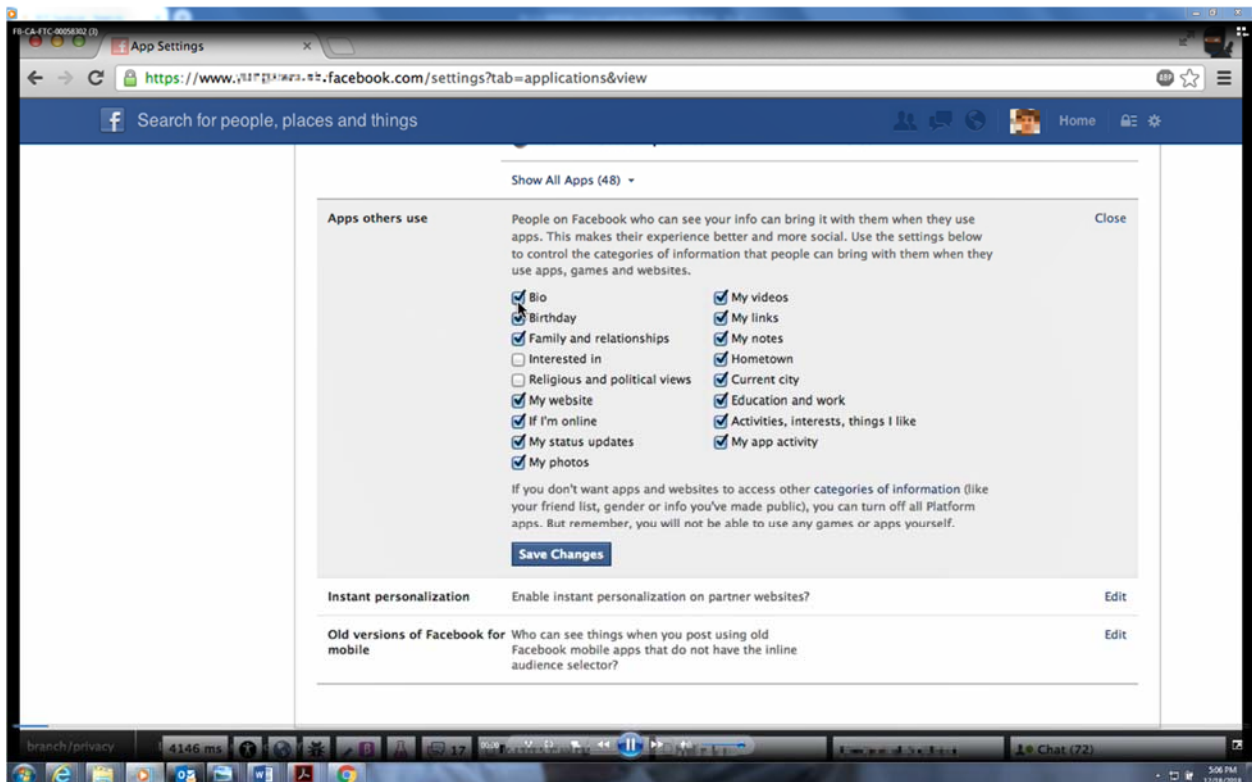 FB-CA-FTC-00058302 (3)
App Settings
https://www. .facebook.com/settings?tab=applications&view
ABP
Search for people, places and things
Home
Show All Apps (48)
Apps others use
People on Facebook who can see your info can bring it with them when they use
apps. This makes their experience better and more social. Use the settings below
to control the categories of information that people can bring with them when they
use apps, games and websites.
Close
Bio
My videos
Birthday
My links
Family and relationships
My notes
Interested in
Hometown
Religious and political views
Current city
My website
Education and work
If I'm online
Activities, interests, things I like
My status updates
My app activity
My photos
If you don't want apps and websites to access other categories of information (like
your friend list, gender or info you've made public), you can turn off all Platform
apps. But remember, you will not be able to use any games or apps yourself.
Save Changes
Instant personalization
Enable instant personalization on partner websites?
Edit
Old versions of Facebook for
mobile
Who can see things when you post using old
Facebook mobile apps that do not have the inline
audience selector?
Edit
branch/privacy
4146 ms
17
Chat (72)
5:06 PM